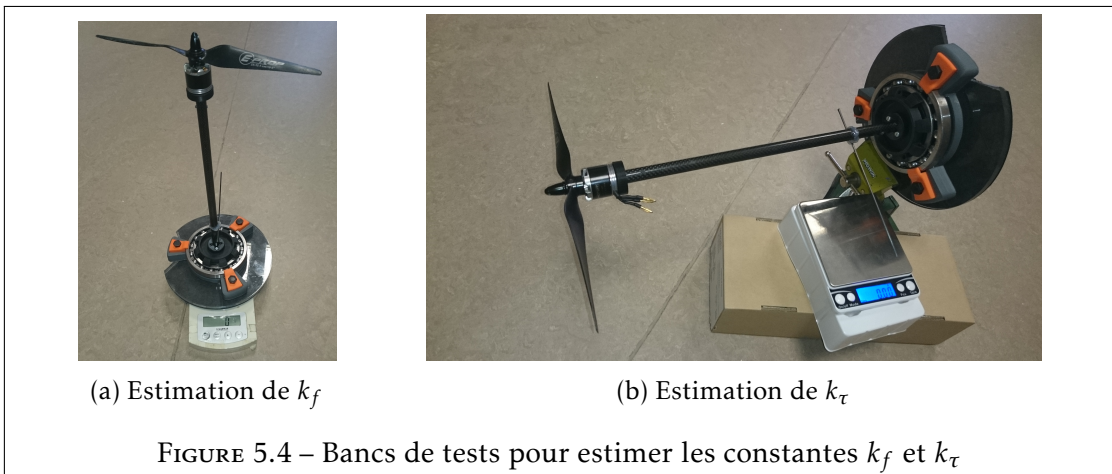 (a) Estimation de k_f
(b) Estimation de k_τ
FIGURE 5.4 – Bancs de tests pour estimer les constantes k_f et k_τ